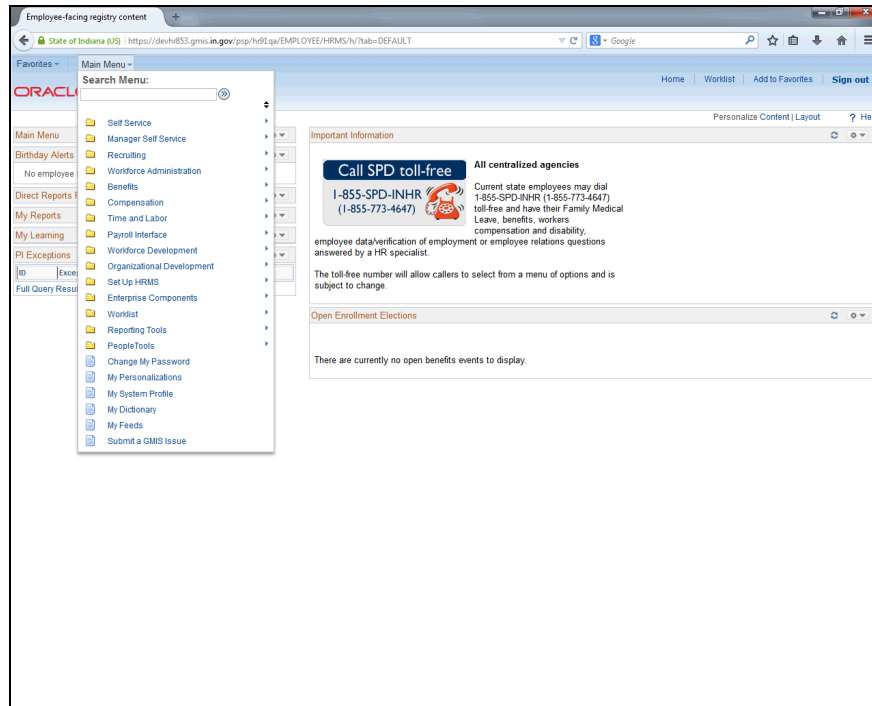 Employee-facing registry content
State of Indiana (US) https://devhr853.gmis.in.gov/psp/hr91qa/EMPLOYEE/HRMS/h/?tab=DEFAULT
Google
Favorites
Main Menu
Home Worklist Add to Favorites Sign out
Search Menu:
Personalize Content | Layout ? He
Self Service
Manager Self Service
Recruiting
Workforce Administration
Benefits
Compensation
Time and Labor
Payroll Interface
Workforce Development
Organizational Development
Set Up HRMS
Enterprise Components
Worklist
Reporting Tools
PeopleTools
Change My Password
My Personalizations
My System Profile
My Dictionary
My Feeds
Submit a GMIS Issue
Main Menu
Birthday Alerts
No employee
Direct Reports
My Reports
My Learning
PI Exceptions
ID
Full Query
Important Information
Call SPD toll-free
1-855-SPD-INHR
(1-855-773-4647)
All centralized agencies
Current state employees may dial
1-855-SPD-INHR (1-855-773-4647)
toll-free and have their Family Medical
Leave, benefits, workers
compensation and disability,
employee data/verification of employment or employee relations questions
answered by a HR specialist.
The toll-free number will allow callers to select from a menu of options and is
subject to change.
Open Enrollment Elections
There are currently no open benefits events to display.